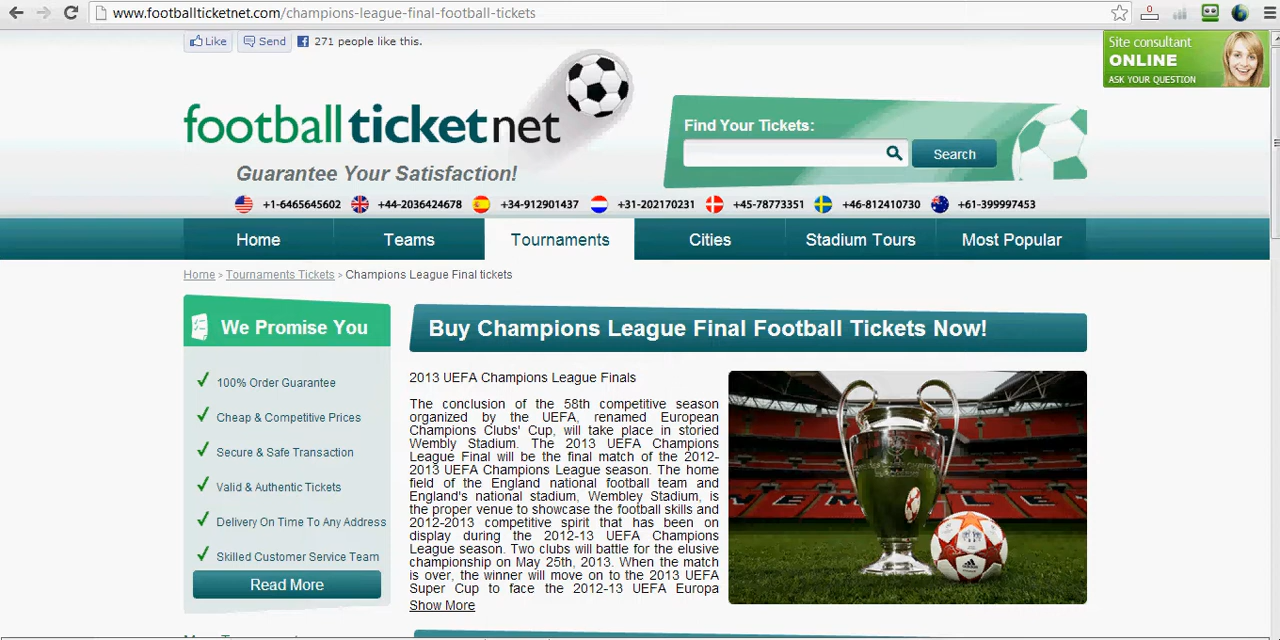 www.footballticketnet.com/champions-league-final-football-tickets
Like Send 271 people like this.
Site consultant
ONLINE
ASK YOUR QUESTION
footballticketnet
Guarantee Your Satisfaction!
Find Your Tickets:
Search
+1-6465645602 +44-2036424678 +34-912901437 +31-202170231 +45-78773351 +46-812410730 +61-399997453
Home Teams Tournaments Cities Stadium Tours Most Popular
Home > Tournaments Tickets > Champions League Final tickets
We Promise You
100% Order Guarantee
Cheap & Competitive Prices
Secure & Safe Transaction
Valid & Authentic Tickets
Delivery On Time To Any Address
Skilled Customer Service Team
Read More
Buy Champions League Final Football Tickets Now!
2013 UEFA Champions League Finals
The conclusion of the 58th competitive season
organized by the UEFA, renamed European
Champions Clubs' Cup, will take place in storied
Wembly Stadium. The 2013 UEFA Champions
League Final will be the final match of the 2012-
2013 UEFA Champions League season. The home
field of the England national football team and
England's national stadium, Wembley Stadium, is
the proper venue to showcase the football skills and
2012-2013 competitive spirit that has been on
display during the 2012-13 UEFA Champions
League season. Two clubs will battle for the elusive
championship on May 25th, 2013. When the match
is over, the winner will move on to the 2013 UEFA
Super Cup to face the 2012-13 UEFA Europa
Show More